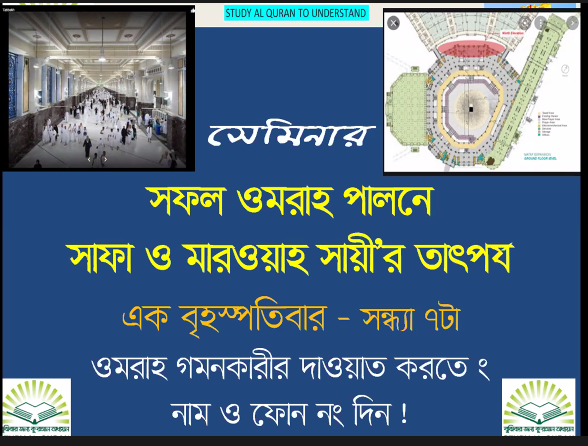 STUDY AL QURAN TO UNDERSTAND
সেমিনার
সফল ওমরাহ পালনে
সাফা ও মারওয়াহ সায়ী'র তাৎপয
এক বৃহস্পতিবার - সন্ধ্যা ৭টা
ওমরাহ গমনকারীর দাওয়াত করতে ং
নাম ও ফোন নং দিন !